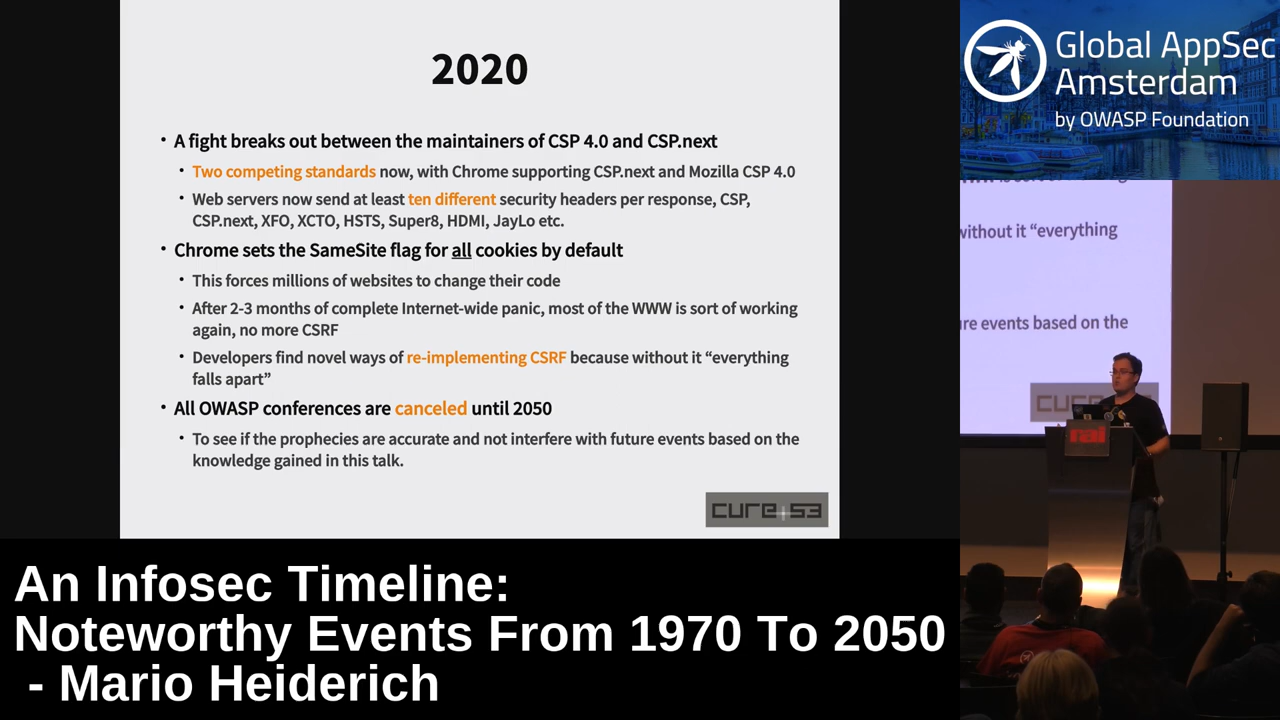 2020
• A fight breaks out between the maintainers of CSP 4.0 and CSP.next
• Two competing standards now, with Chrome supporting CSP.next and Mozilla CSP 4.0
• Web servers now send at least ten different security headers per response, CSP,
CSP.next, XFO, XCTO, HSTS, Super8, HDMI, JayLo etc.
• Chrome sets the SameSite flag for all cookies by default
• This forces millions of websites to change their code
• After 2-3 months of complete Internet-wide panic, most of the WWW is sort of working
again, no more CSRF
• Developers find novel ways of re-implementing CSRF because without it “everything
falls apart”
• All OWASP conferences are canceled until 2050
• To see if the prophecies are accurate and not interfere with future events based on the
knowledge gained in this talk.
cure+53
An Infosec Timeline:
Noteworthy Events From 1970 To 2050
- Mario Heiderich
Global AppSec
Amsterdam
by OWASP Foundation
without it “everything
events based on the
rai